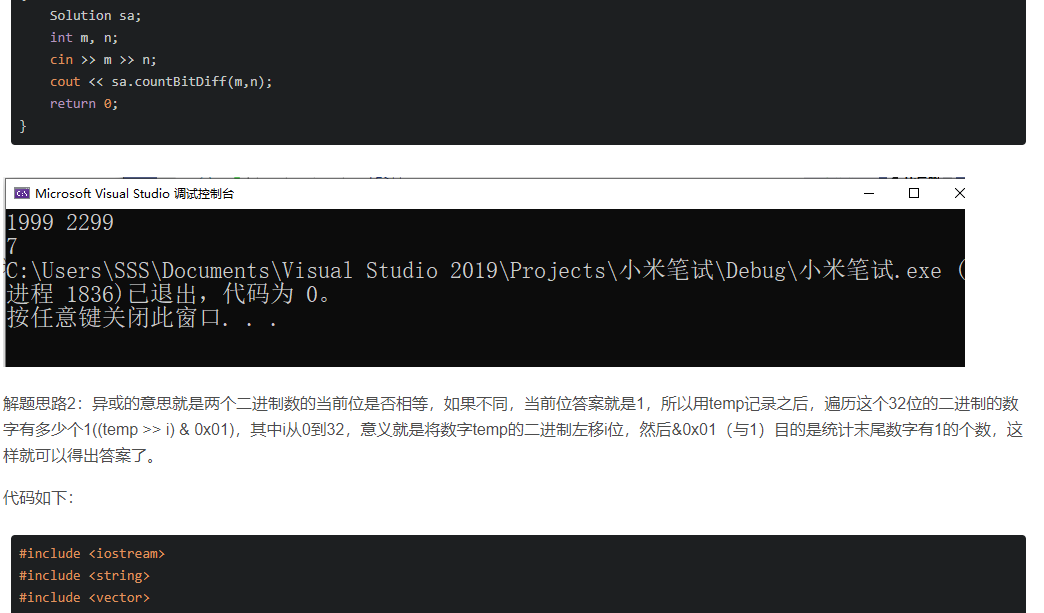 Solution sa;
int m, n;
cin >> m >> n;
cout << sa.countBitDiff(m,n);
return 0;
}
Microsoft Visual Studio 调试控制台
1999 2299
7
C:\Users\SSS\Documents\Visual Studio 2019\Projects\小米笔试\Debug\小米笔试.exe (
进程 1836)已退出，代码为 0。
按任意键关闭此窗口. . .
解题思路2：异或的意思就是两个二进制数的当前位是否相等，如果不同，当前位答案就是1，所以用temp记录之后，遍历这个32位的二进制的数
字有多少个1((temp >> i) & 0x01)，其中i从0到32，意义就是将数字temp的二进制左移i位，然后&0x01（与1）目的是统计末尾数字有1的个数，这
样就可以得出答案了。
代码如下：
#include <iostream>
#include <string>
#include <vector>